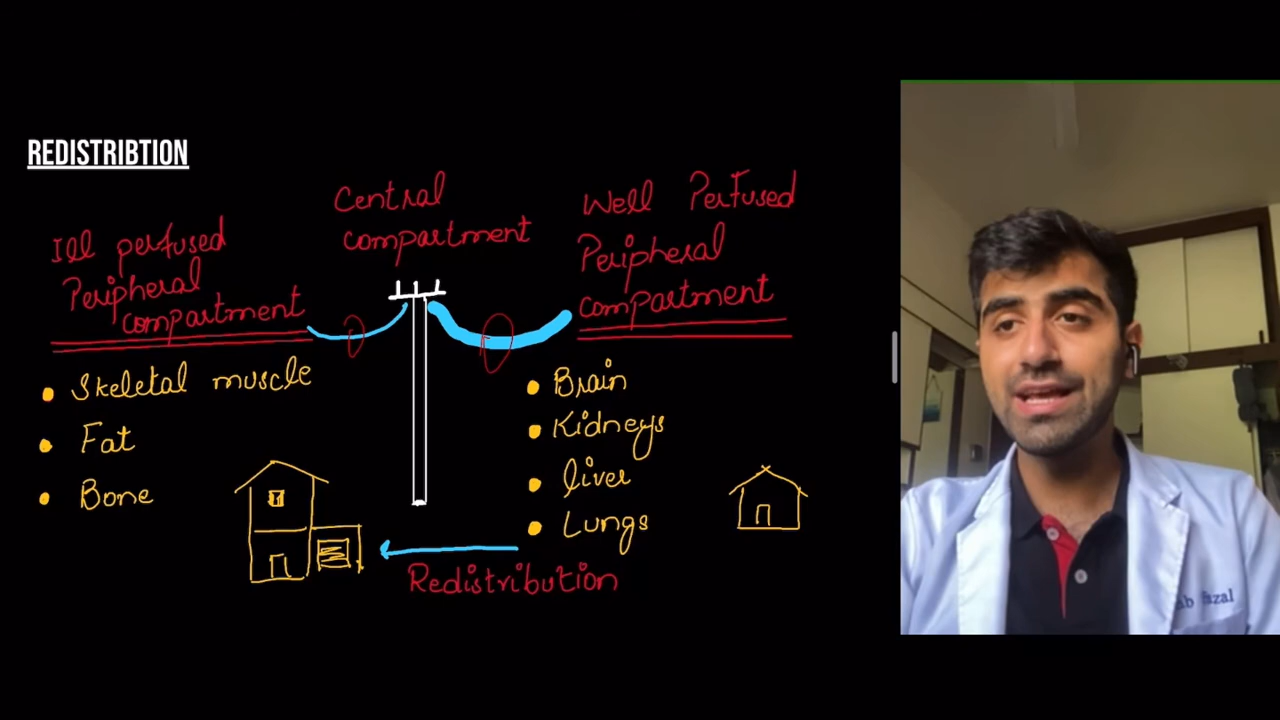 REDISTRIBTION
Ill perfused
Peripheral
compartment
Skeletal muscle
Fat
Bone
Central
compartment
Well Perfused
Peripheral
compartment
Brain
Kidneys
liver
Lungs
Redistribution